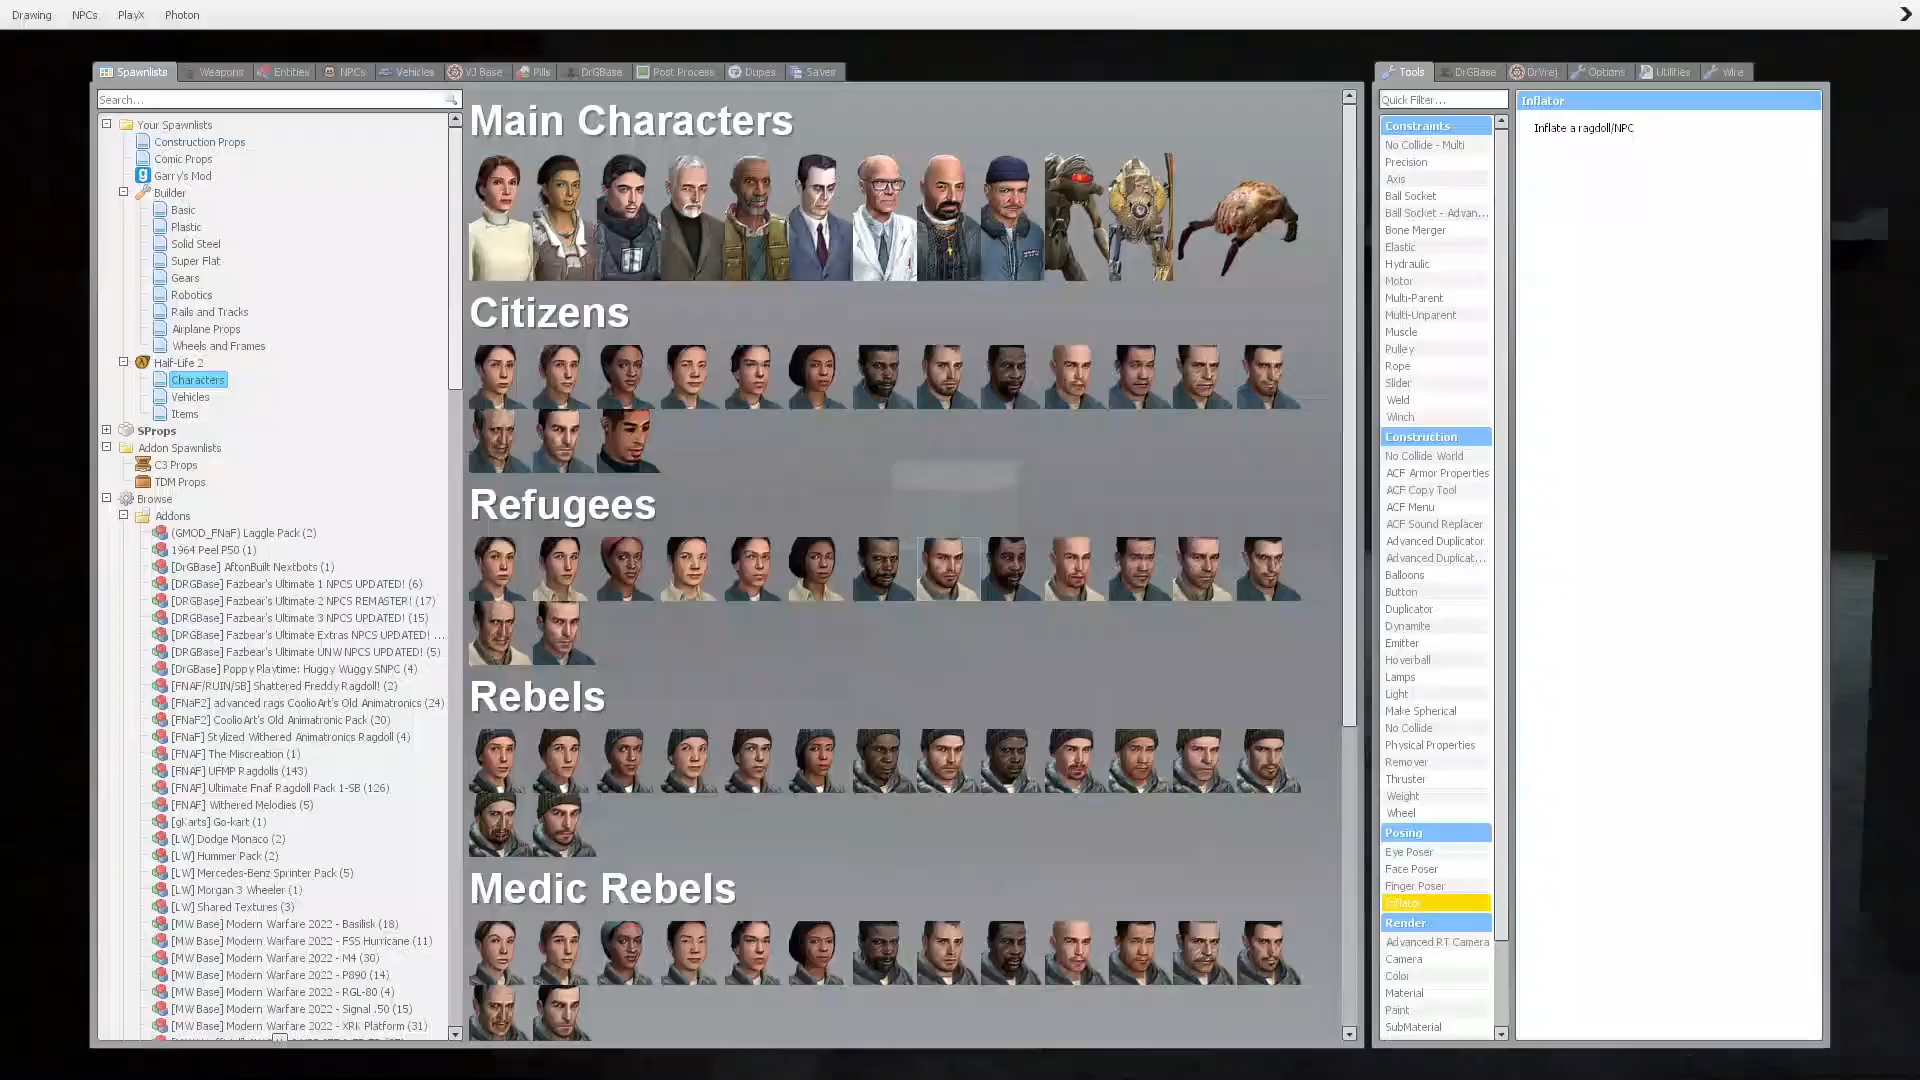 Drawing NPCs PlayX Photon
Spawnlists Weapons Entities NPCs Vehicles VJ Base Pills DrGBase Post Process Dupes Saves
Search...
Your Spawnlists
Construction Props
Comic Props
Garry's Mod
Builder
Basic
Plastic
Solid Steel
Super Flat
Gears
Robotics
Rails and Tracks
Airplane Props
Wheels and Frames
Half-Life 2
Characters
Vehicles
Items
SProps
Addon Spawnlists
C3 Props
TDM Props
Browse
Addons
(GMOD_FNaF) Laggle Pack (2)
1964 Peel P50 (1)
[DrGBase] AftonBuilt Nextbots (1)
[DRGBase] Fazbear's Ultimate 1 NPCS UPDATED! (6)
[DRGBase] Fazbear's Ultimate 2 NPCS REMASTER! (17)
[DRGBase] Fazbear's Ultimate 3 NPCS UPDATED! (15)
[DRGBase] Fazbear's Ultimate Extras NPCS UPDATED! ...
[DRGBase] Fazbear's Ultimate UNW NPCS UPDATED! (5)
[DrGBase] Poppy Playtime: Huggy Wuggy SNPC (4)
[FNAF/RUIN/SB] Shattered Freddy Ragdoll! (2)
[FNaF2] advanced rags CoolioArt's Old Animatronics (24)
[FNaF2] CoolioArt's Old Animatronic Pack (20)
[FNaF] Stylized Withered Animatronics Ragdoll (4)
[FNAF] The Miscreation (1)
[FNAF] UFMP Ragdolls (143)
[FNAF] Ultimate Fnaf Ragdoll Pack 1-SB (126)
[FNAF] Withered Melodies (5)
[gKarts] Go-kart (1)
[LW] Dodge Monaco (2)
[LW] Hummer Pack (2)
[LW] Mercedes-Benz Sprinter Pack (5)
[LW] Morgan 3 Wheeler (1)
[LW] Shared Textures (3)
[MW Base] Modern Warfare 2022 - Basilisk (18)
[MW Base] Modern Warfare 2022 - FSS Hurricane (11)
[MW Base] Modern Warfare 2022 - M4 (30)
[MW Base] Modern Warfare 2022 - P890 (14)
[MW Base] Modern Warfare 2022 - RGL-80 (4)
[MW Base] Modern Warfare 2022 - Signal .50 (15)
[MW Base] Modern Warfare 2022 - XRK Platform (31)
Main Characters
Citizens
Refugees
Rebels
Medic Rebels
Tools DrGBase DrVrej Options Utilities Wire
Quick Filter...
Constraints
No Collide - Multi
Precision
Axis
Ball Socket
Ball Socket - Advan...
Bone Merger
Elastic
Hydraulic
Motor
Multi-Parent
Multi-Unparent
Muscle
Pulley
Rope
Slider
Weld
Winch
Construction
No Collide World
ACF Armor Properties
ACF Copy Tool
ACF Menu
ACF Sound Replacer
Advanced Duplicator
Advanced Duplicat...
Balloons
Button
Duplicator
Dynamite
Emitter
Hoverball
Lamps
Light
Make Spherical
No Collide
Physical Properties
Remover
Thruster
Weight
Wheel
Posing
Eye Poser
Face Poser
Finger Poser
Inflator
Render
Advanced RT Camera
Camera
Color
Material
Paint
SubMaterial
Inflator
Inflate a ragdoll/NPC